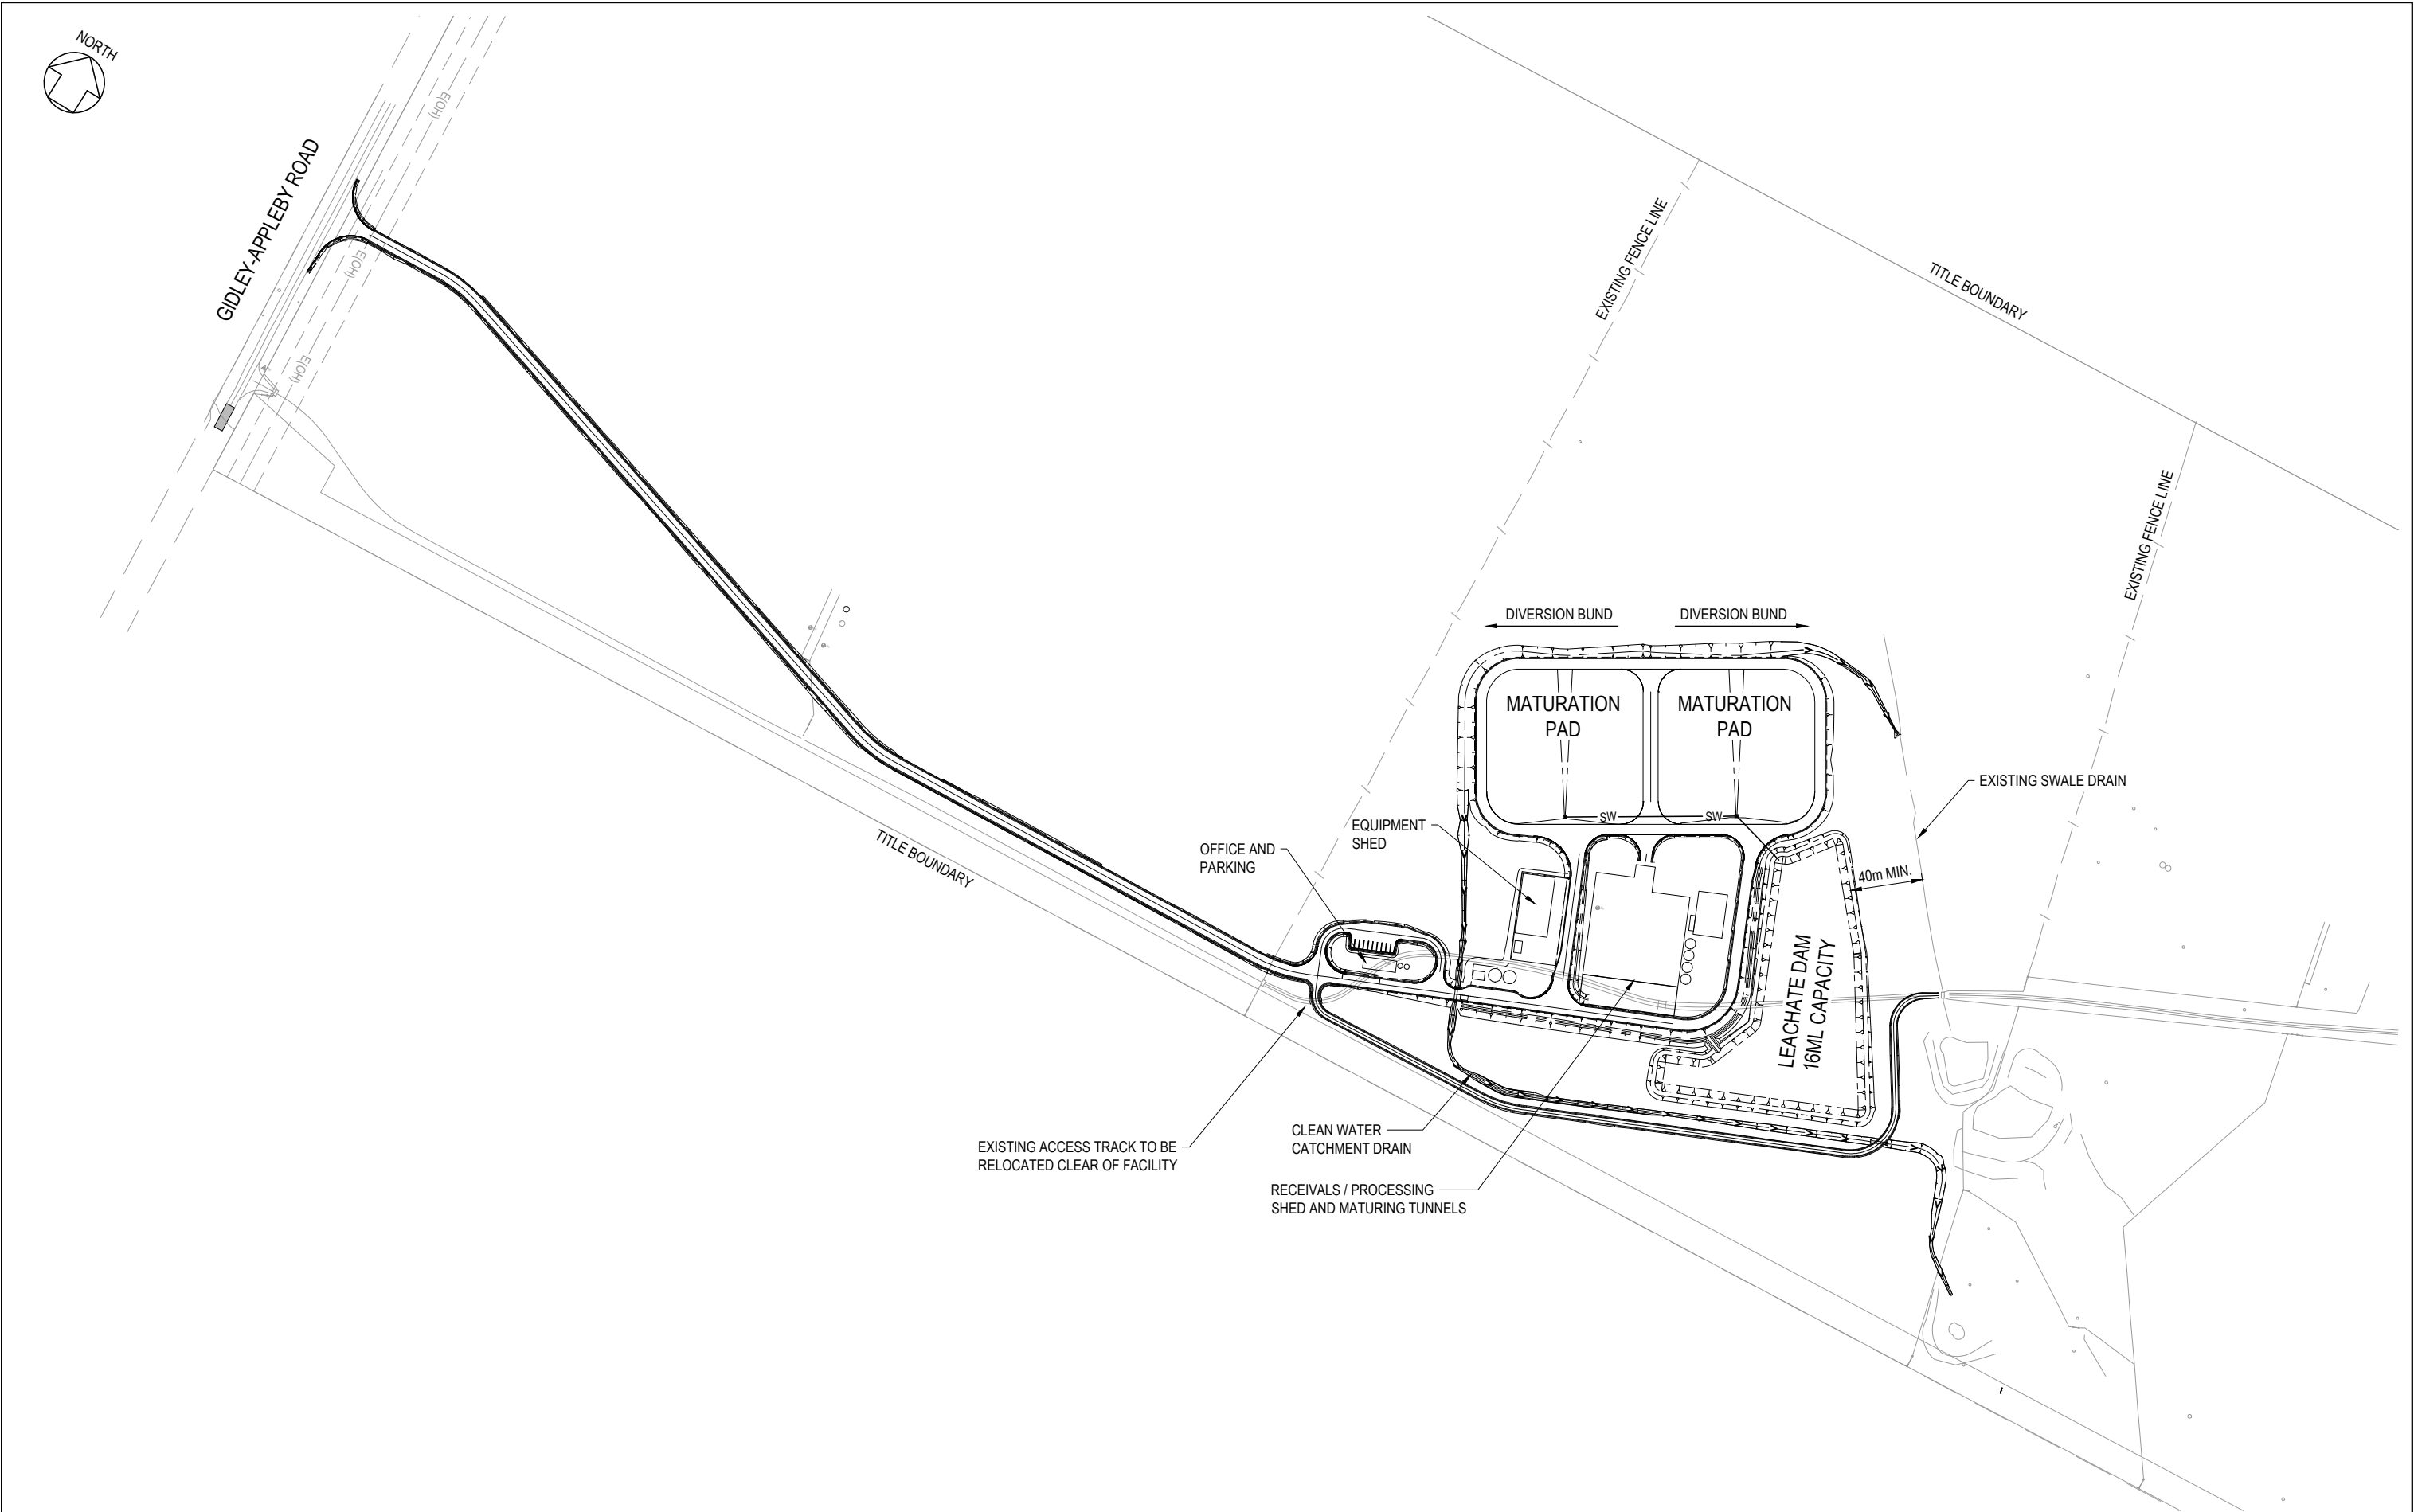 NORTH
GIDLEY-APPLEBY ROAD
E(OH)
E(OH)
E(OH)
EXISTING FENCE LINE
TITLE BOUNDARY
EXISTING FENCE LINE
DIVERSION BUND
DIVERSION BUND
MATURATION
PAD
MATURATION
PAD
EXISTING SWALE DRAIN
SW
SW
EQUIPMENT
SHED
OFFICE AND
PARKING
TITLE BOUNDARY
40m MIN.
LEACHATE DAM
16ML CAPACITY
CLEAN WATER
CATCHMENT DRAIN
EXISTING ACCESS TRACK TO BE
RELOCATED CLEAR OF FACILITY
RECEIVALS / PROCESSING
SHED AND MATURING TUNNELS